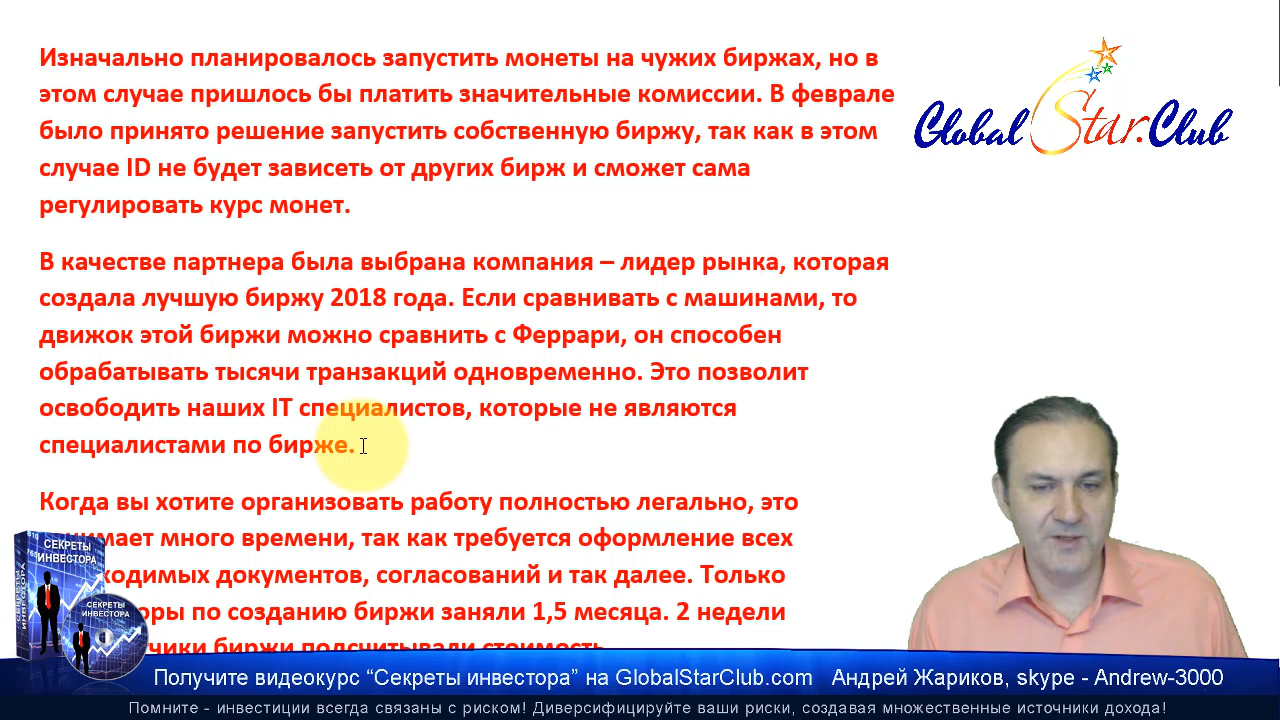 Изначально планировалось запустить монеты на чужих биржах, но в
этом случае пришлось бы платить значительные комиссии. В феврале
было принято решение запустить собственную биржу, так как в этом
случае ID не будет зависеть от других бирж и сможет сама
регулировать курс монет.
Global Star.Club
В качестве партнера была выбрана компания – лидер рынка, которая
создала лучшую биржу 2018 года. Если сравнивать с машинами, то
движок этой биржи можно сравнить с Феррари, он способен
обрабатывать тысячи транзакций одновременно. Это позволит
освободить наших IT специалистов, которые не являются
специалистами по бирже.
Когда вы хотите организовать работу полностью легально, это
много времени, так как требуется оформление всех
документов, согласований и так далее. Только
по созданию биржи заняли 1,5 месяца. 2 недели
биржи подсчитывали стоимость
СЕКРЕТЫ
ИНВЕСТОРА
СЕКРЕТЫ
ИНВЕСТОРА
Получите видеокурс “Секреты инвестора” на GlobalStarClub.com Андрей Жариков, skype - Andrew-3000
Помните - инвестиции всегда связаны с риском! Диверсифицируйте ваши риски, создавая множественные источники дохода!